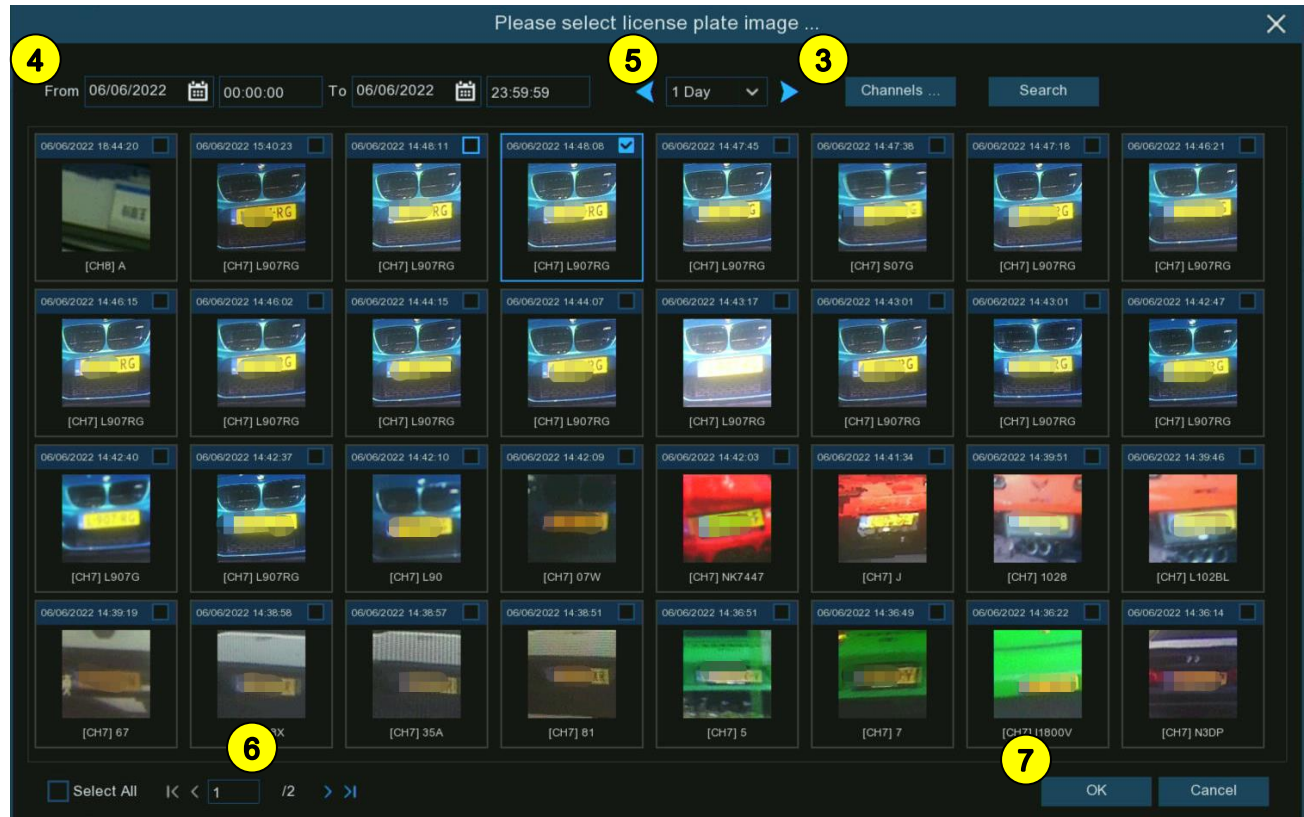 Please select license plate image ...
4
5
3
From 06/06/2022 00:00:00 To 06/06/2022 23:59:59 1 Day Channels ... Search
06/06/2022 18:44:20 06/06/2022 15:40:23 06/06/2022 14:48:11 06/06/2022 14:48:08 06/06/2022 14:47:45 06/06/2022 14:47:38 06/06/2022 14:47:18 06/06/2022 14:46:21
[CH8] A [CH7] L907RG [CH7] L907RG [CH7] L907RG [CH7] L907RG [CH7] S07G [CH7] L907RG [CH7] L907RG
06/06/2022 14:46:15 06/06/2022 14:46:02 06/06/2022 14:44:15 06/06/2022 14:44:07 06/06/2022 14:43:17 06/06/2022 14:43:01 06/06/2022 14:43:01 06/06/2022 14:42:47
[CH7] L907RG [CH7] L907RG [CH7] L907RG [CH7] L907RG [CH7] L907RG [CH7] L907RG [CH7] L907RG [CH7] L907RG
06/06/2022 14:42:40 06/06/2022 14:42:37 06/06/2022 14:42:10 06/06/2022 14:42:09 06/06/2022 14:42:03 06/06/2022 14:41:34 06/06/2022 14:39:51 06/06/2022 14:39:46
[CH7] L907G [CH7] L907RG [CH7] L90 [CH7] 07W [CH7] NK7447 [CH7] J [CH7] 1028 [CH7] L102BL
06/06/2022 14:39:19 06/06/2022 14:38:58 06/06/2022 14:38:57 06/06/2022 14:38:51 06/06/2022 14:36:51 06/06/2022 14:36:49 06/06/2022 14:36:22 06/06/2022 14:36:14
[CH7] 67 [CH7] 35A [CH7] 81 [CH7] 5 [CH7] 7 [CH7] I1800V [CH7] N3DP
6
7
Select All 1 /2 OK Cancel